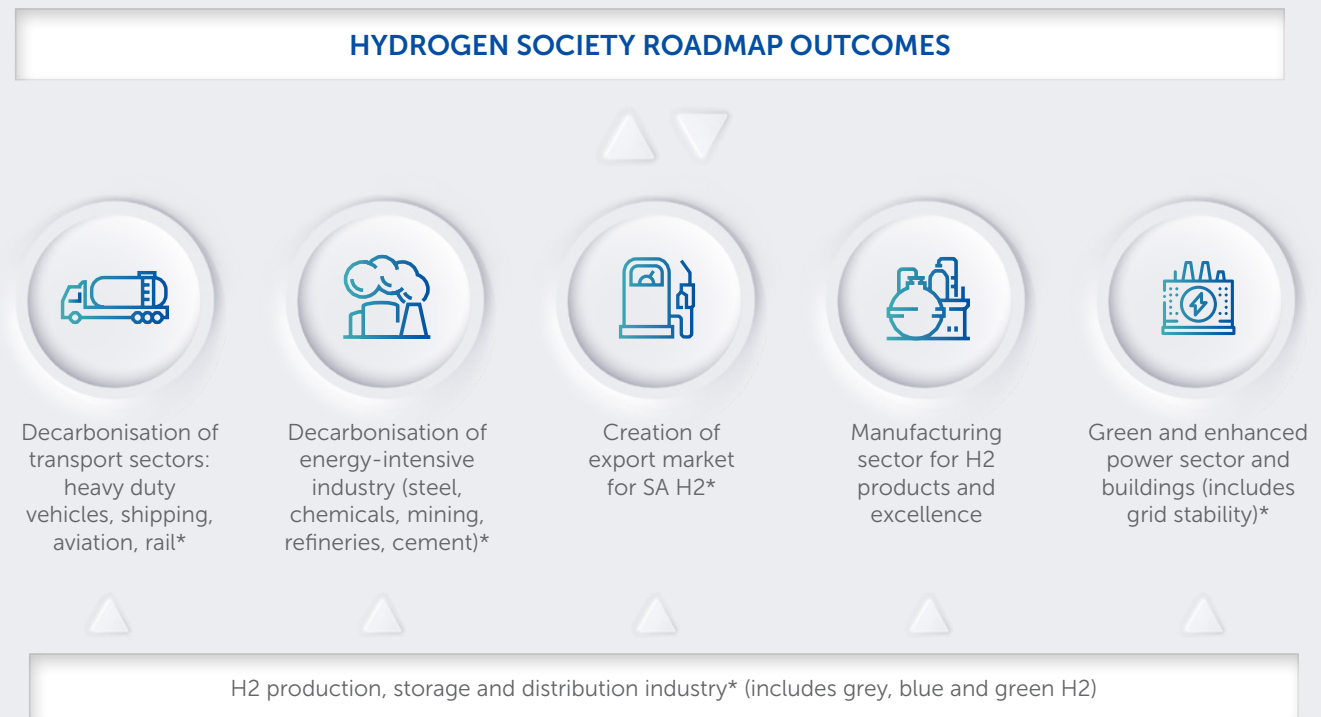 HYDROGEN SOCIETY ROADMAP OUTCOMES
Decarbonisation of
transport sectors:
heavy duty
vehicles, shipping,
aviation, rail*
Decarbonisation of
energy-intensive
industry (steel,
chemicals, mining,
refineries, cement)*
Creation of
export market
for SA H2*
Manufacturing
sector for H2
products and
excellence
Green and enhanced
power sector and
buildings (includes
grid stability)*
H2 production, storage and distribution industry* (includes grey, blue and green H2)